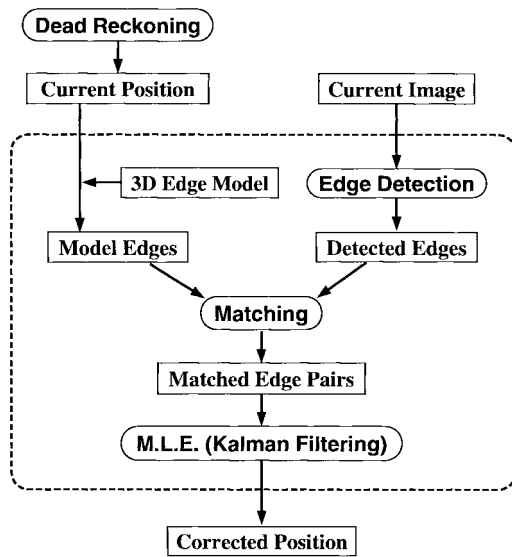 Dead Reckoning
Current Position
Current Image
3D Edge Model
Edge Detection
Model Edges
Detected Edges
Matching
Matched Edge Pairs
M.L.E. (Kalman Filtering)
Corrected Position